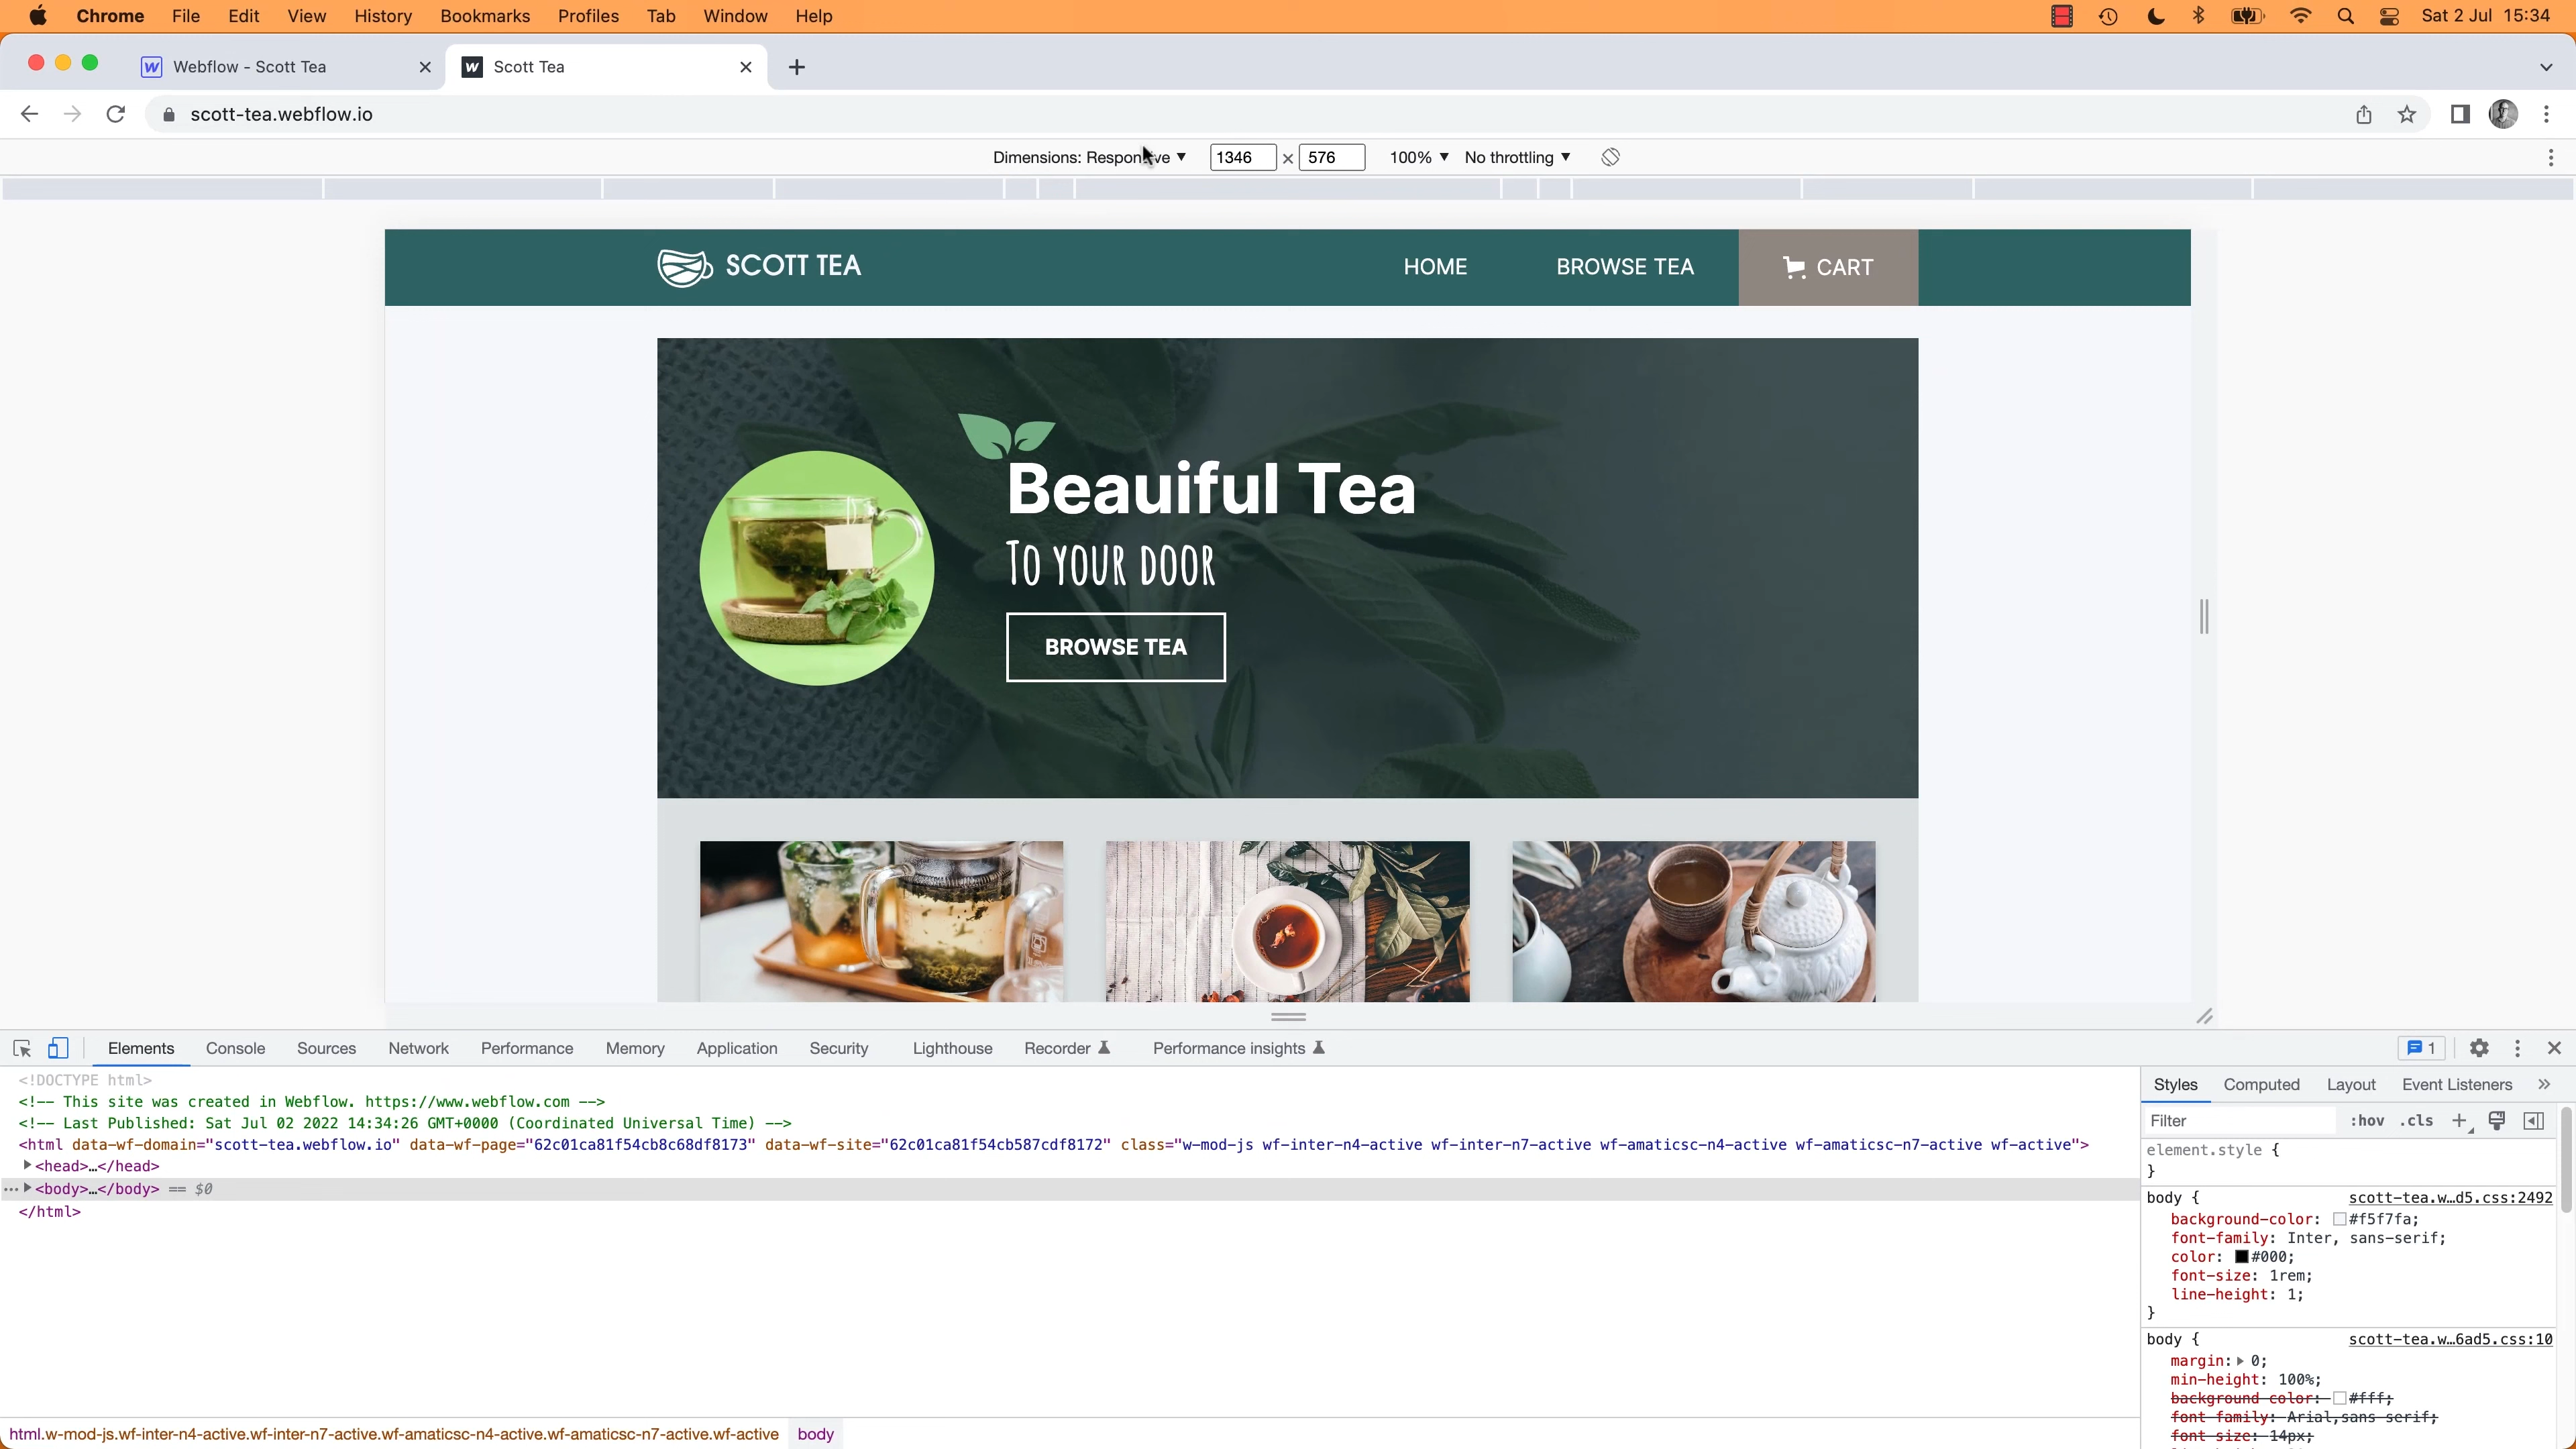 Chrome File Edit View History Bookmarks Profiles Tab Window Help Sat 2 Jul 15:34
Webflow - Scott Tea Scott Tea
scott-tea.webflow.io
Dimensions: Responsive 1346 × 576 100% No throttling
SCOTT TEA HOME BROWSE TEA CART
Beauiful Tea
To your door
BROWSE TEA
Elements Console Sources Network Performance Memory Application Security Lighthouse Recorder Performance insights 1
<!DOCTYPE html>
<!-- This site was created in Webflow. https://www.webflow.com -->
<!-- Last Published: Sat Jul 02 2022 14:34:26 GMT+0000 (Coordinated Universal Time) -->
<html data-wf-domain="scott-tea.webflow.io" data-wf-page="62c01ca81f54cb8c68df8173" data-wf-site="62c01ca81f54cb587cdf8172" class="w-mod-js wf-inter-n4-active wf-inter-n7-active wf-amaticsc-n4-active wf-amaticsc-n7-active wf-active">
<head>…</head>
… <body>…</body> == $0
</html>
html.w-mod-js.wf-inter-n4-active.wf-inter-n7-active.wf-amaticsc-n4-active.wf-amaticsc-n7-active.wf-active body
Styles Computed Layout Event Listeners »
Filter :hov .cls +
element.style {
}
body { scott-tea.w…d5.css:2492
background-color: #f5f7fa;
font-family: Inter, sans-serif;
color: #000;
font-size: 1rem;
line-height: 1;
}
body { scott-tea.w…6ad5.css:10
margin: 0;
min-height: 100%;
background-color: #fff;
font-family: Arial,sans-serif;
font-size: 14px;